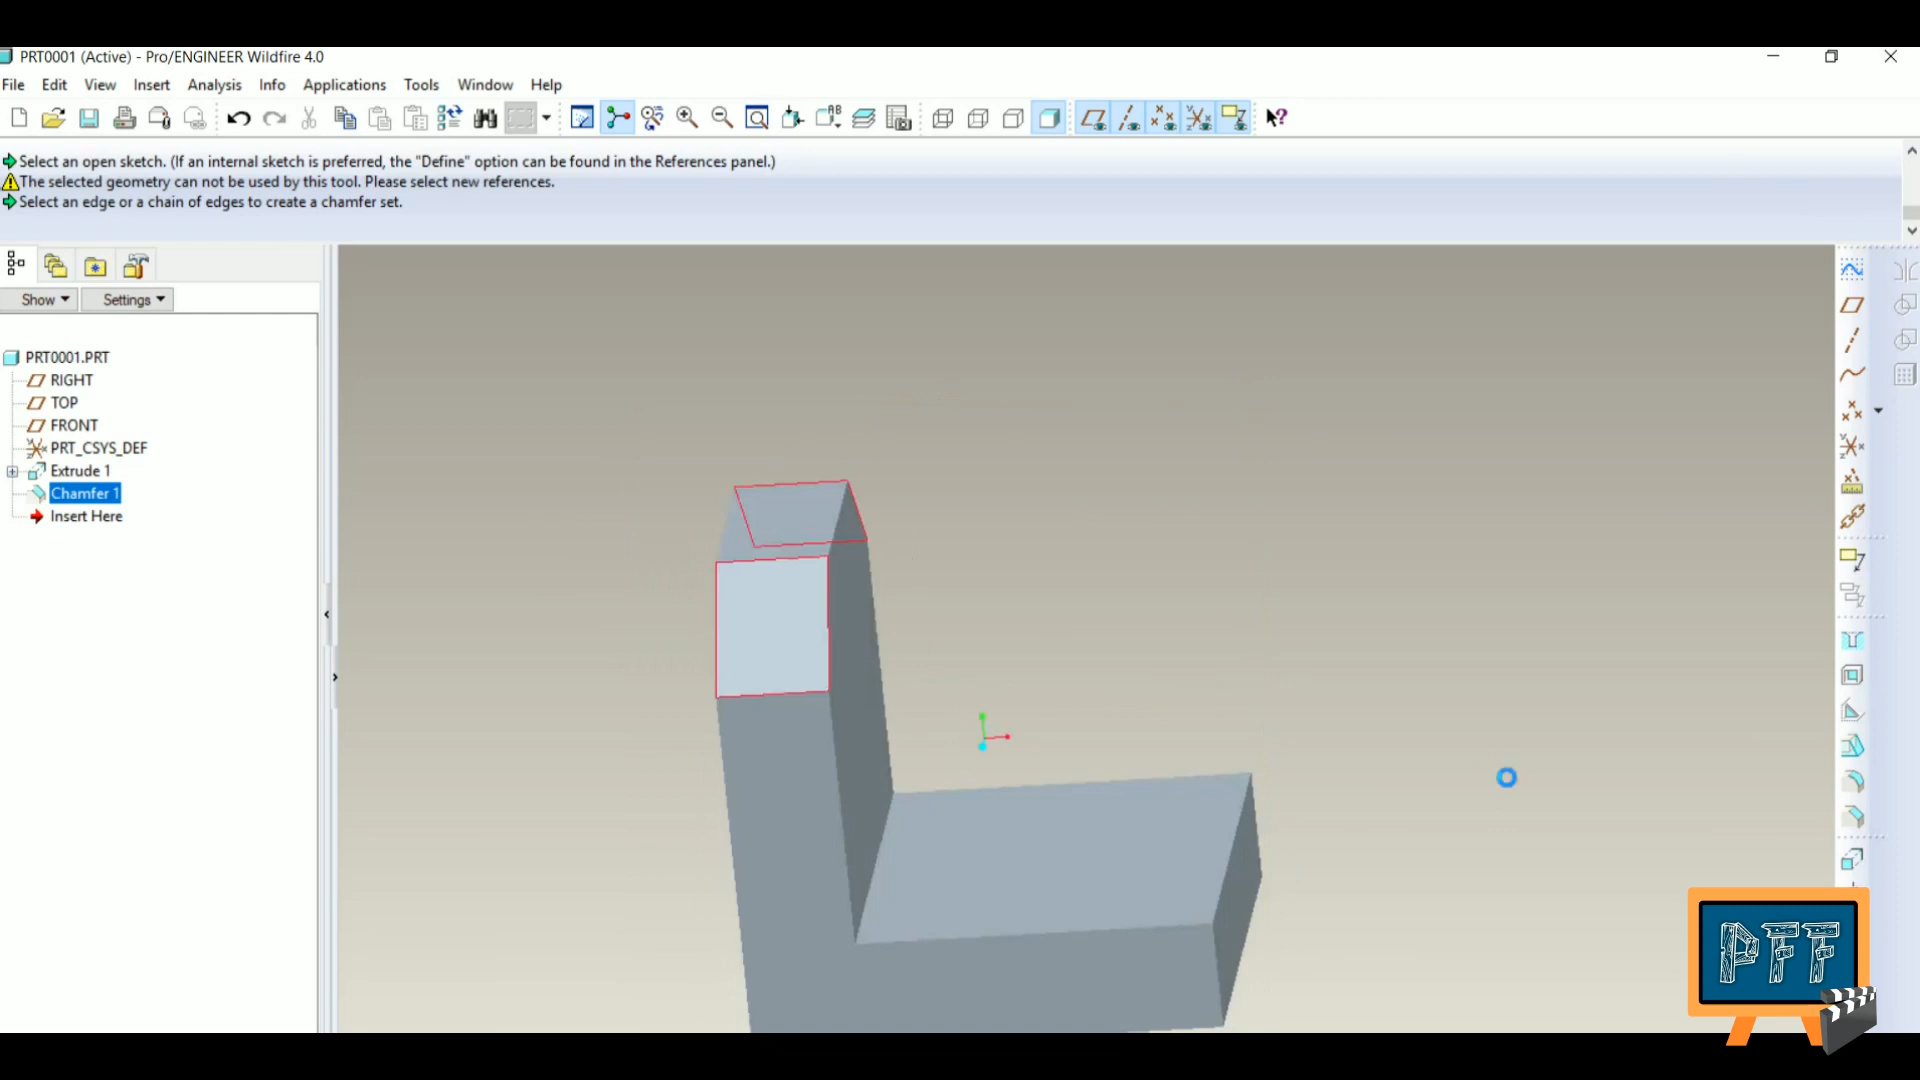 PRT0001 (Active) - Pro/ENGINEER Wildfire 4.0
File Edit View Insert Analysis Info Applications Tools Window Help
Select an open sketch. (If an internal sketch is preferred, the "Define" option can be found in the References panel.)
The selected geometry can not be used by this tool. Please select new references.
Select an edge or a chain of edges to create a chamfer set.
Show Settings
PRT0001.PRT
RIGHT
TOP
FRONT
PRT_CSYS_DEF
Extrude 1
Chamfer 1
Insert Here
PFF